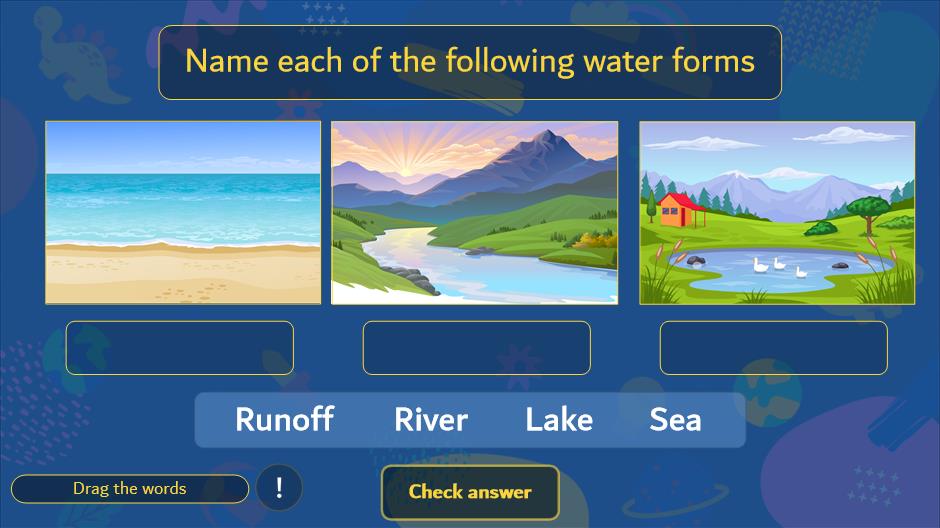 Name each of the following water forms
Runoff River Lake Sea
Drag the words
!
Check answer